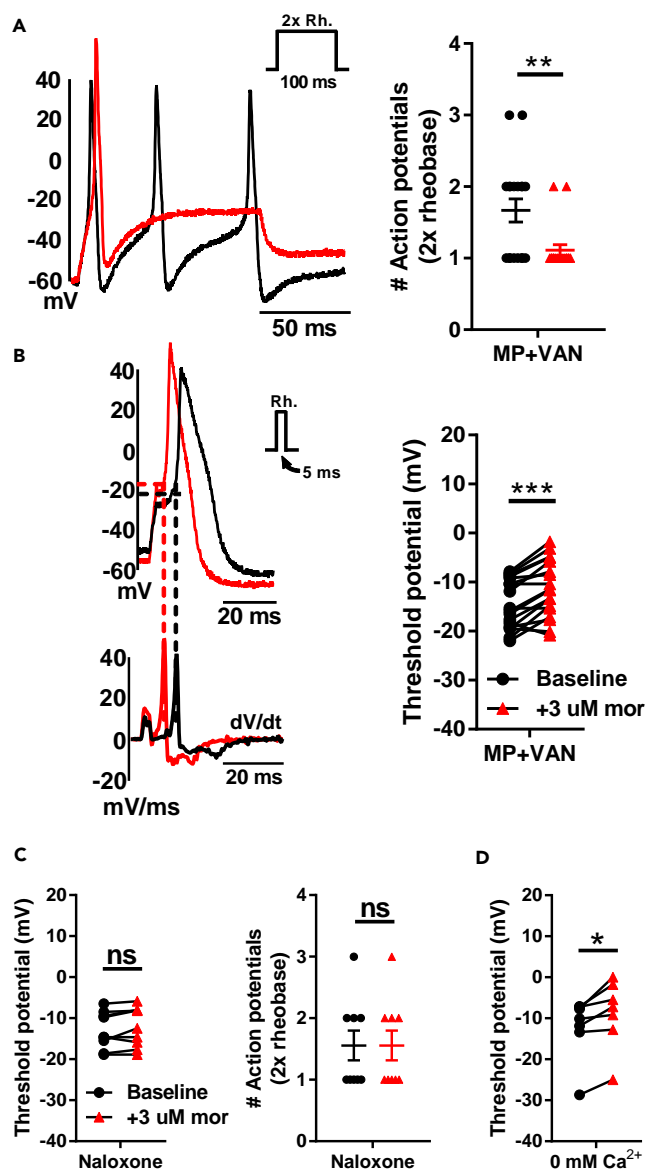 A
2x Rh.
100 ms
40
20
0
-20
-40
-60
mV
50 ms
# Action potentials
(2x rheobase)
4
3
2
1
0
**
MP+VAN
B
40
20
0
-20
-40
-60
mV
Rh.
5 ms
20 ms
40
20
0
-20
mV/ms
dV/dt
20 ms
Threshold potential (mV)
20
10
0
-10
-20
-30
-40
***
Baseline
+3 uM mor
MP+VAN
C
Threshold potential (mV)
20
10
0
-10
-20
-30
-40
ns
Baseline
+3 uM mor
Naloxone
# Action potentials
(2x rheobase)
4
3
2
1
0
ns
Naloxone
D
Threshold potential (mV)
20
10
0
-10
-20
-30
-40
*
0 mM Ca²⁺